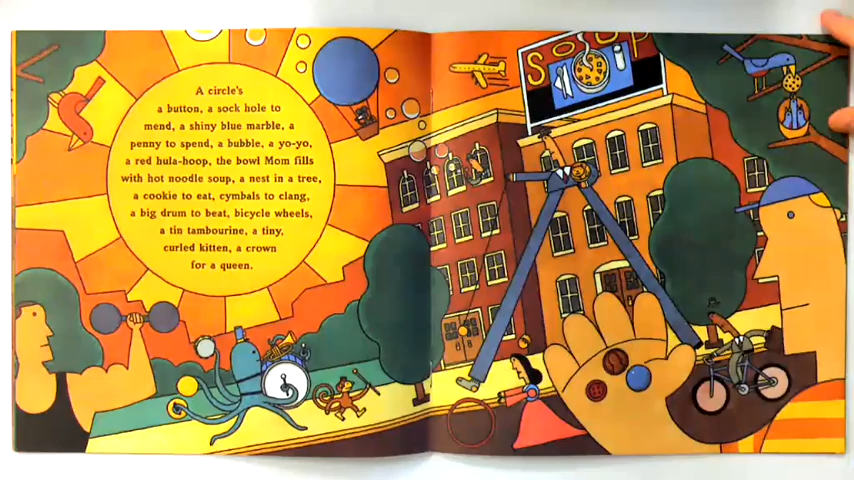 A circle's
a button, a sock hole to
mend, a shiny blue marble, a
penny to spend, a bubble, a yo-yo,
a red hula-hoop, the bowl Mom fills
with hot noodle soup, a nest in a tree,
a cookie to eat, cymbals to clang,
a big drum to beat, bicycle wheels,
a tin tambourine, a tiny,
curled kitten, a crown
for a queen.
SOUP